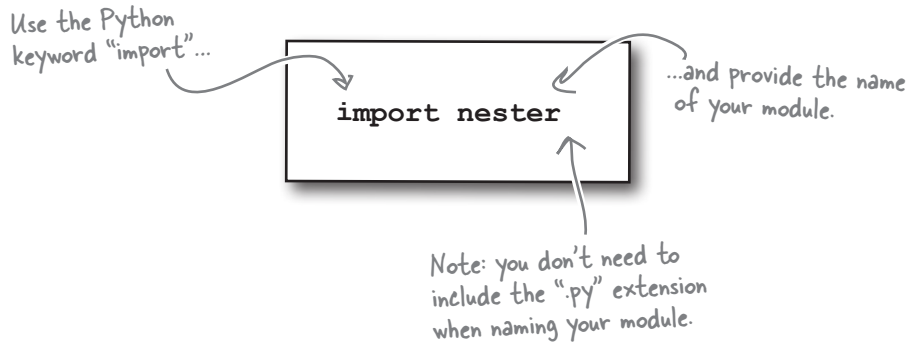 Use the Python
keyword “import”...
import nester
...and provide the name
of your module.
Note: you don’t need to
include the “.py” extension
when naming your module.